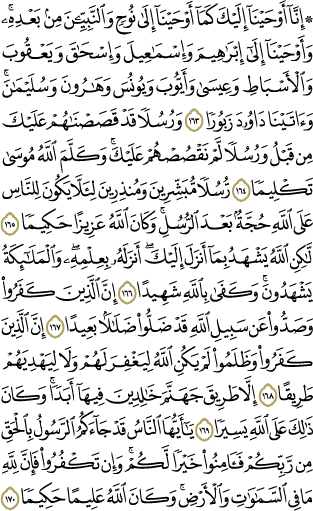 ۞ إِنَّآ أَوْحَيْنَآ إِلَيْكَ كَمَآ أَوْحَيْنَآ إِلَىٰ نُوحٍ وَٱلنَّبِيِّـۧنَ مِنۢ بَعْدِهِۦۚ
وَأَوْحَيْنَآ إِلَىٰٓ إِبْرَٰهِيمَ وَإِسْمَـٰعِيلَ وَإِسْحَـٰقَ وَيَعْقُوبَ
وَٱلْأَسْبَاطِ وَعِيسَىٰ وَأَيُّوبَ وَيُونُسَ وَهَـٰرُونَ وَسُلَيْمَـٰنَۚ
وَءَاتَيْنَا دَاوُۥدَ زَبُورًا ١٦٣ وَرُسُلًا قَدْ قَصَصْنَـٰهُمْ عَلَيْكَ
مِن قَبْلُ وَرُسُلًا لَّمْ نَقْصُصْهُمْ عَلَيْكَۚ وَكَلَّمَ ٱللَّهُ مُوسَىٰ
تَكْلِيمًا ١٦٤ رُّسُلًا مُّبَشِّرِينَ وَمُنذِرِينَ لِئَلَّا يَكُونَ لِلنَّاسِ
عَلَى ٱللَّهِ حُجَّةٌۢ بَعْدَ ٱلرُّسُلِۚ وَكَانَ ٱللَّهُ عَزِيزًا حَكِيمًا ١٦٥
لَّـٰكِنِ ٱللَّهُ يَشْهَدُ بِمَآ أَنزَلَ إِلَيْكَۖ أَنزَلَهُۥ بِعِلْمِهِۦۖ وَٱلْمَلَـٰٓئِكَةُ
يَشْهَدُونَۚ وَكَفَىٰ بِٱللَّهِ شَهِيدًا ١٦٦ إِنَّ ٱلَّذِينَ كَفَرُوا۟
وَصَدُّوا۟ عَن سَبِيلِ ٱللَّهِ قَدْ ضَلُّوا۟ ضَلَـٰلًۢا بَعِيدًا ١٦٧ إِنَّ ٱلَّذِينَ
كَفَرُوا۟ وَظَلَمُوا۟ لَمْ يَكُنِ ٱللَّهُ لِيَغْفِرَ لَهُمْ وَلَا لِيَهْدِيَهُمْ
طَرِيقًا ١٦٨ إِلَّا طَرِيقَ جَهَنَّمَ خَـٰلِدِينَ فِيهَآ أَبَدًاۚ وَكَانَ
ذَٰلِكَ عَلَى ٱللَّهِ يَسِيرًا ١٦٩ يَـٰٓأَيُّهَا ٱلنَّاسُ قَدْ جَآءَكُمُ ٱلرَّسُولُ بِٱلْحَقِّ
مِن رَّبِّكُمْ فَـَٔامِنُوا۟ خَيْرًا لَّكُمْۚ وَإِن تَكْفُرُوا۟ فَإِنَّ لِلَّهِ
مَا فِى ٱلسَّمَـٰوَٰتِ وَٱلْأَرْضِۚ وَكَانَ ٱللَّهُ عَلِيمًا حَكِيمًا ١٧٠